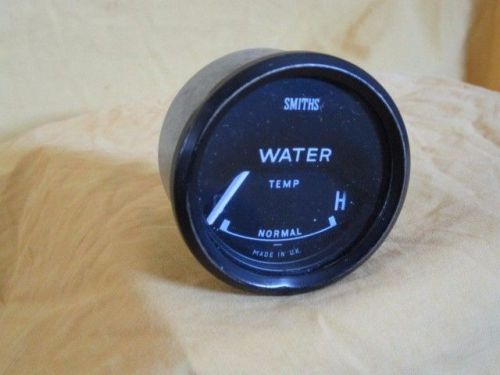 SMITHS
WATER
TEMP
H
NORMAL
MADE IN U.K.